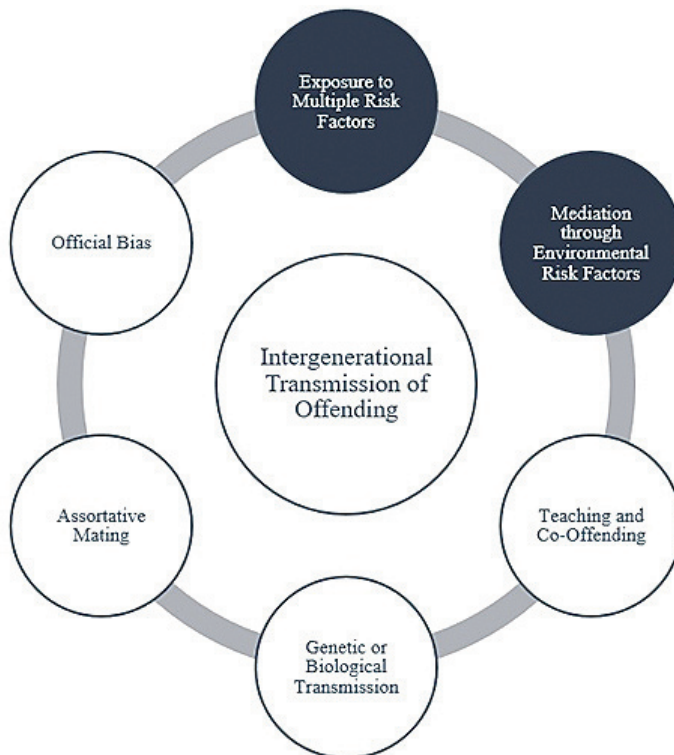 Exposure to
Multiple Risk
Factors
Mediation
through
Environmental
Risk Factors
Official Bias
Intergenerational
Transmission of
Offending
Assortative
Mating
Teaching and
Co-Offending
Genetic or
Biological
Transmission